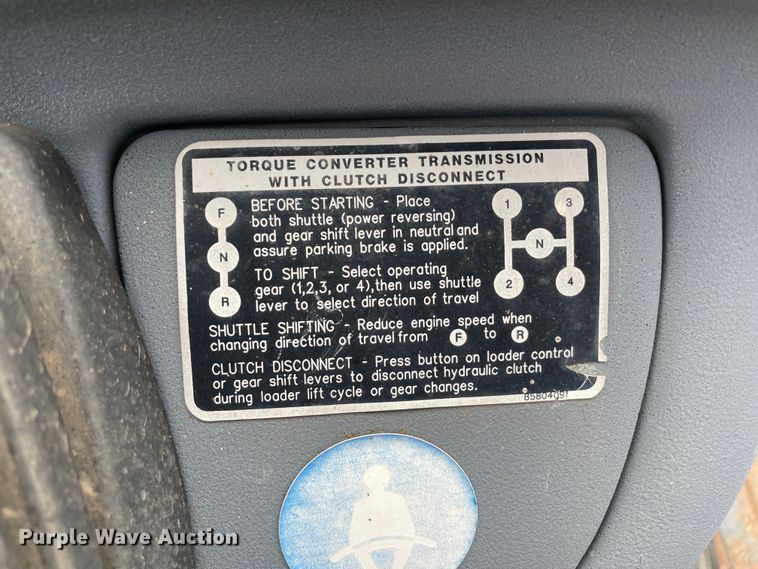 TORQUE CONVERTER TRANSMISSION
WITH CLUTCH DISCONNECT
F
N
R
BEFORE STARTING - Place
both shuttle (power reversing)
and gear shift lever in neutral and
assure parking brake is applied.
TO SHIFT - Select operating
gear (1,2,3, or 4),then use shuttle
lever to select direction of travel
1 3
N
2 4
SHUTTLE SHIFTING - Reduce engine speed when
changing direction of travel from F to R
CLUTCH DISCONNECT - Press button on loader control
or gear shift levers to disconnect hydraulic clutch
during loader lift cycle or gear changes.
85804091
Purple Wave Auction